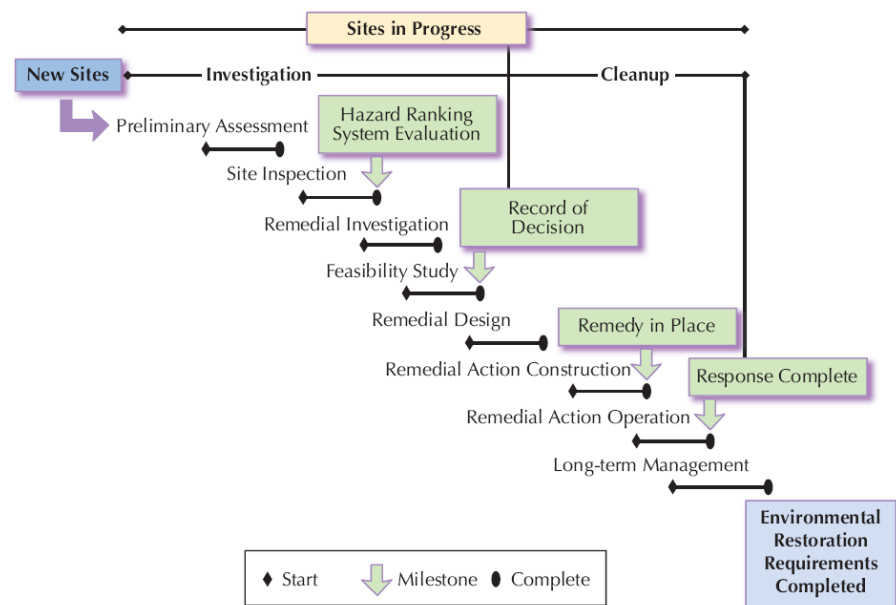 Sites in Progress
New Sites
Investigation
Cleanup
Preliminary Assessment
Hazard Ranking
System Evaluation
Site Inspection
Remedial Investigation
Record of
Decision
Feasibility Study
Remedial Design
Remedy in Place
Remedial Action Construction
Response Complete
Remedial Action Operation
Long-term Management
Environmental
Restoration
Requirements
Completed
Start
Milestone
Complete